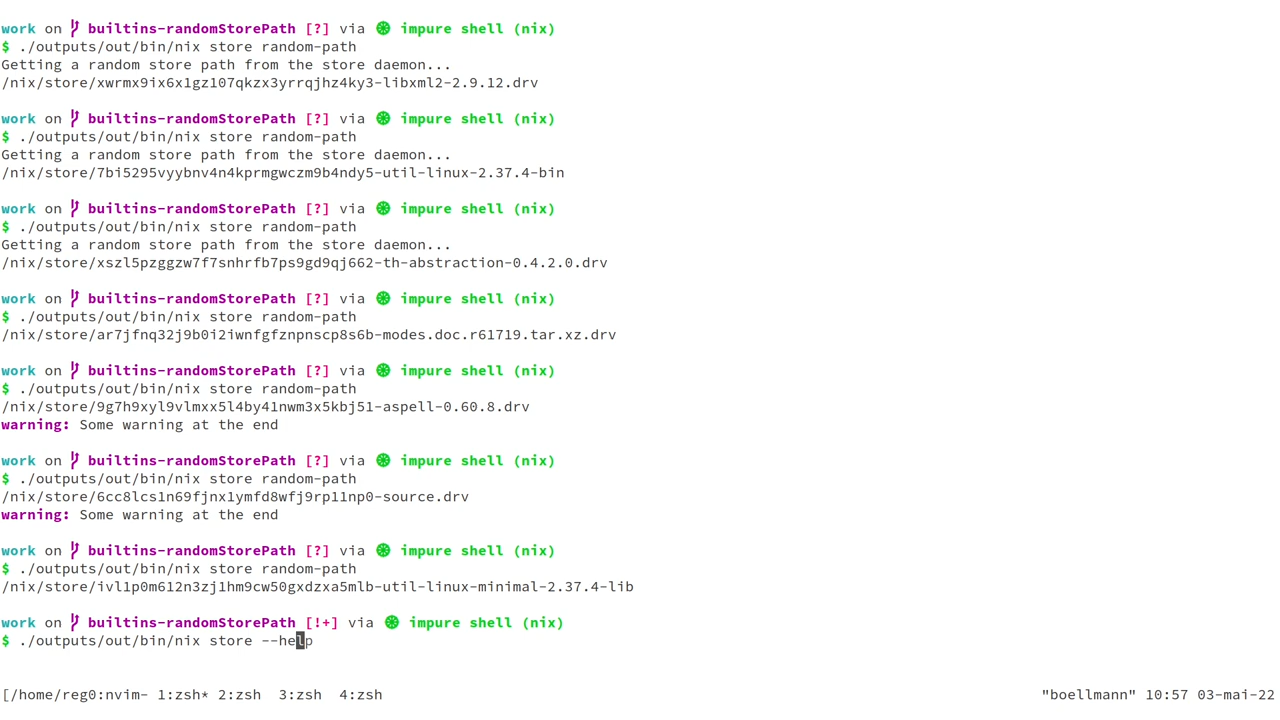 work on builtins-randomStorePath [?] via impure shell (nix)
$ ./outputs/out/bin/nix store random-path
Getting a random store path from the store daemon...
/nix/store/xwrmx9ix6x1gz107qkzx3yrrqjhz4ky3-libxml2-2.9.12.drv
work on builtins-randomStorePath [?] via impure shell (nix)
$ ./outputs/out/bin/nix store random-path
Getting a random store path from the store daemon...
/nix/store/7bi5295vyybnv4n4kprmgwczm9b4ndy5-util-linux-2.37.4-bin
work on builtins-randomStorePath [?] via impure shell (nix)
$ ./outputs/out/bin/nix store random-path
Getting a random store path from the store daemon...
/nix/store/xszl5pzggzw7f7snhrfb7ps9gd9qj662-th-abstraction-0.4.2.0.drv
work on builtins-randomStorePath [?] via impure shell (nix)
$ ./outputs/out/bin/nix store random-path
/nix/store/ar7jfnq32j9b0i2iwnfgfznpnscp8s6b-modes.doc.r61719.tar.xz.drv
work on builtins-randomStorePath [?] via impure shell (nix)
$ ./outputs/out/bin/nix store random-path
/nix/store/9g7h9xyl9vlmxx5l4by41nwm3x5kbj51-aspell-0.60.8.drv
warning: Some warning at the end
work on builtins-randomStorePath [?] via impure shell (nix)
$ ./outputs/out/bin/nix store random-path
/nix/store/6cc8lcs1n69fjnx1ymfd8wfj9rp11np0-source.drv
warning: Some warning at the end
work on builtins-randomStorePath [?] via impure shell (nix)
$ ./outputs/out/bin/nix store random-path
/nix/store/ivl1p0m612n3zj1hm9cw50gxdzxa5mlb-util-linux-minimal-2.37.4-lib
work on builtins-randomStorePath [!+] via impure shell (nix)
$ ./outputs/out/bin/nix store --help
[/home/reg0:nvim- 1:zsh* 2:zsh 3:zsh 4:zsh "boellmann" 10:57 03-mai-22